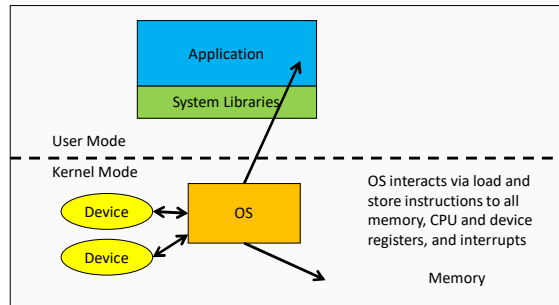 Application
System Libraries
User Mode
Kernel Mode
Device
OS
Device
OS interacts via load and
store instructions to all
memory, CPU and device
registers, and interrupts
Memory